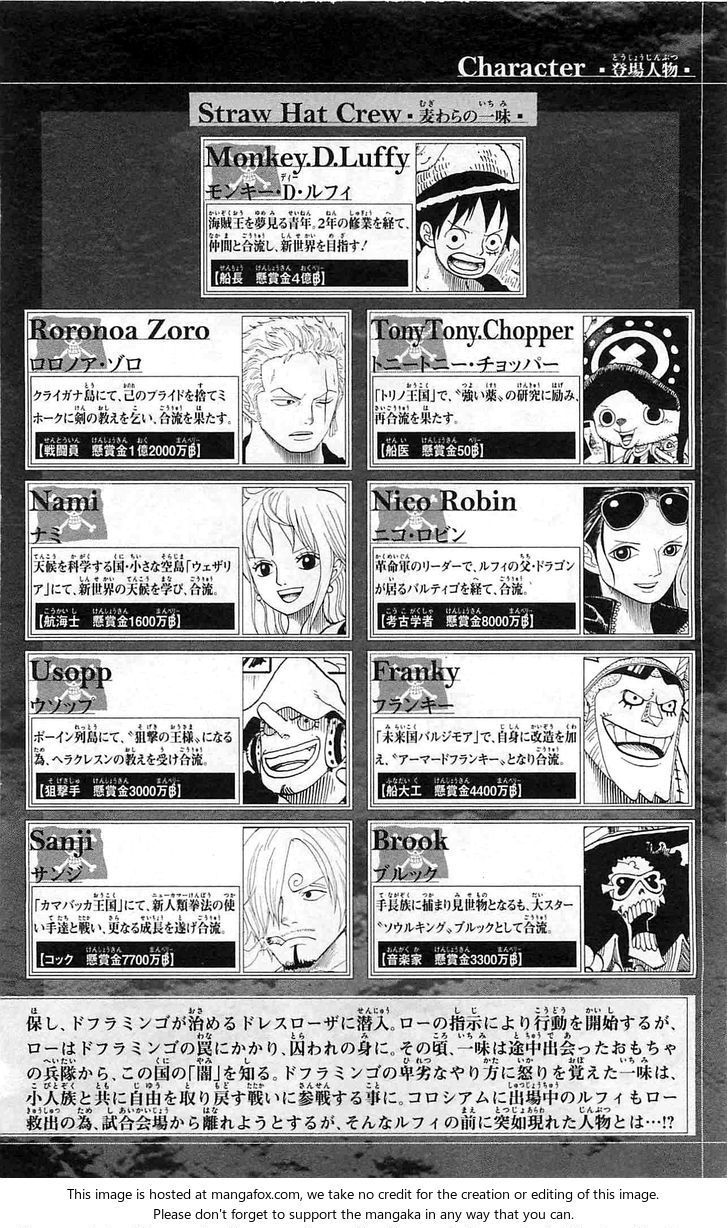 Character ▪ 登場人物 ▪
Straw Hat Crew ▪ 麦わらの一味 ▪
Monkey.D.Luffy
モンキー・D・ルフィ
海賊王を夢見る青年。2年の修業を経て、
仲間と合流し、新世界を目指す!
【船長 懸賞金4億฿】
Roronoa Zoro
ロロノア・ゾロ
クライガナ島にて、己のプライドを捨てミ
ホークに剣の教えを乞い、合流を果たす。
【戦闘員 懸賞金1億2000万฿】
TonyTony.Chopper
トニートニー・チョッパー
「トリノ王国」で、〝強い薬〟の研究に励み、
再合流を果たす。
【船医 懸賞金50฿】
Nami
ナミ
天候を科学する国・小さな空島「ウェザリ
ア」にて、新世界の天候を学び、合流。
【航海士 懸賞金1600万฿】
Nico Robin
ニコ・ロビン
革命軍のリーダーで、ルフィの父・ドラゴン
が居るバルティゴを経て、合流。
【考古学者 懸賞金8000万฿】
Usopp
ウソップ
ボーイン列島にて、〝狙撃の王様〟になる
為、ヘラクレスンの教えを受け合流。
【狙撃手 懸賞金3000万฿】
Franky
フランキー
「未来国バルジモア」で、自身に改造を加
え、〝アーマードフランキー〟となり合流。
【船大工 懸賞金4400万฿】
Sanji
サンジ
「カマバッカ王国」にて、新人類拳法の使
い手達と戦い、更なる成長を遂げ合流。
【コック 懸賞金7700万฿】
Brook
ブルック
手長族に捕まり見世物となるも、大スター
〝ソウルキング〟ブルックとして合流。
【音楽家 懸賞金3300万฿】
保し、ドフラミンゴが治めるドレスローザに潜入。ローの指示により行動を開始するが、
ローはドフラミンゴの罠にかかり、囚われの身に。その頃、一味は途中出会ったおもちゃ
の兵隊から、この国の「闇」を知る。ドフラミンゴの卑劣なやり方に怒りを覚えた一味は、
小人族と共に自由を取り戻す戦いに参戦する事に。コロシアムに出場中のルフィもロー
救出の為、試合会場から離れようとするが、そんなルフィの前に突如現れた人物とは…!?
This image is hosted at mangafox.com, we take no credit for the creation or editing of this image.
Please don't forget to support the mangaka in any way that you can.